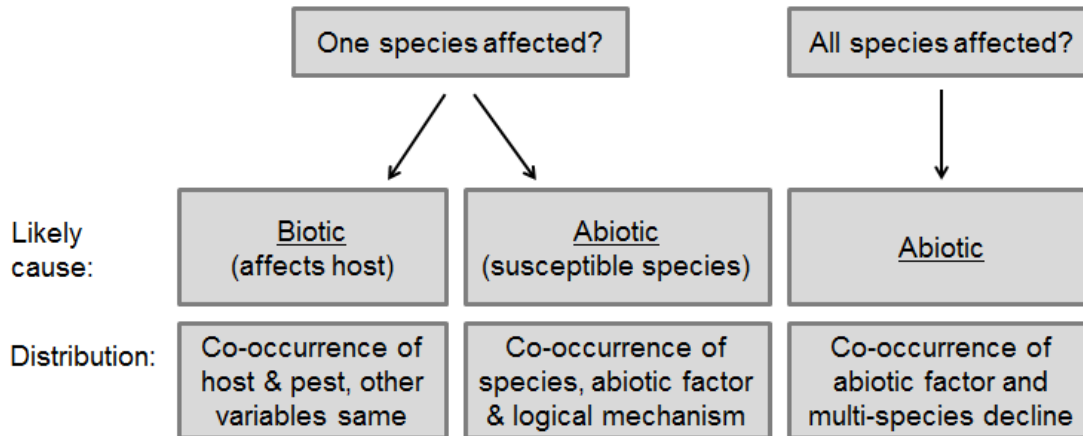 One species affected?
All species affected?
Likely
cause:
Biotic
(affects host)
Abiotic
(susceptible species)
Abiotic
Distribution:
Co-occurrence of
host & pest, other
variables same
Co-occurrence of
species, abiotic factor
& logical mechanism
Co-occurrence of
abiotic factor and
multi-species decline